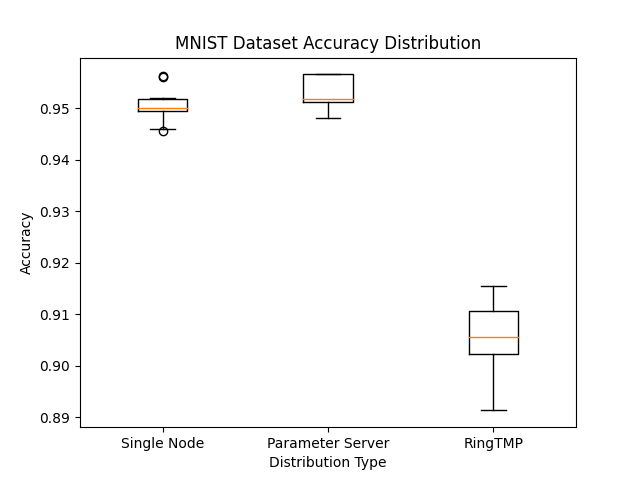 MNIST Dataset Accuracy Distribution
0.95
0.94
0.93
0.92
0.91
0.90
0.89
Accuracy
Single Node
Parameter Server
RingTMP
Distribution Type